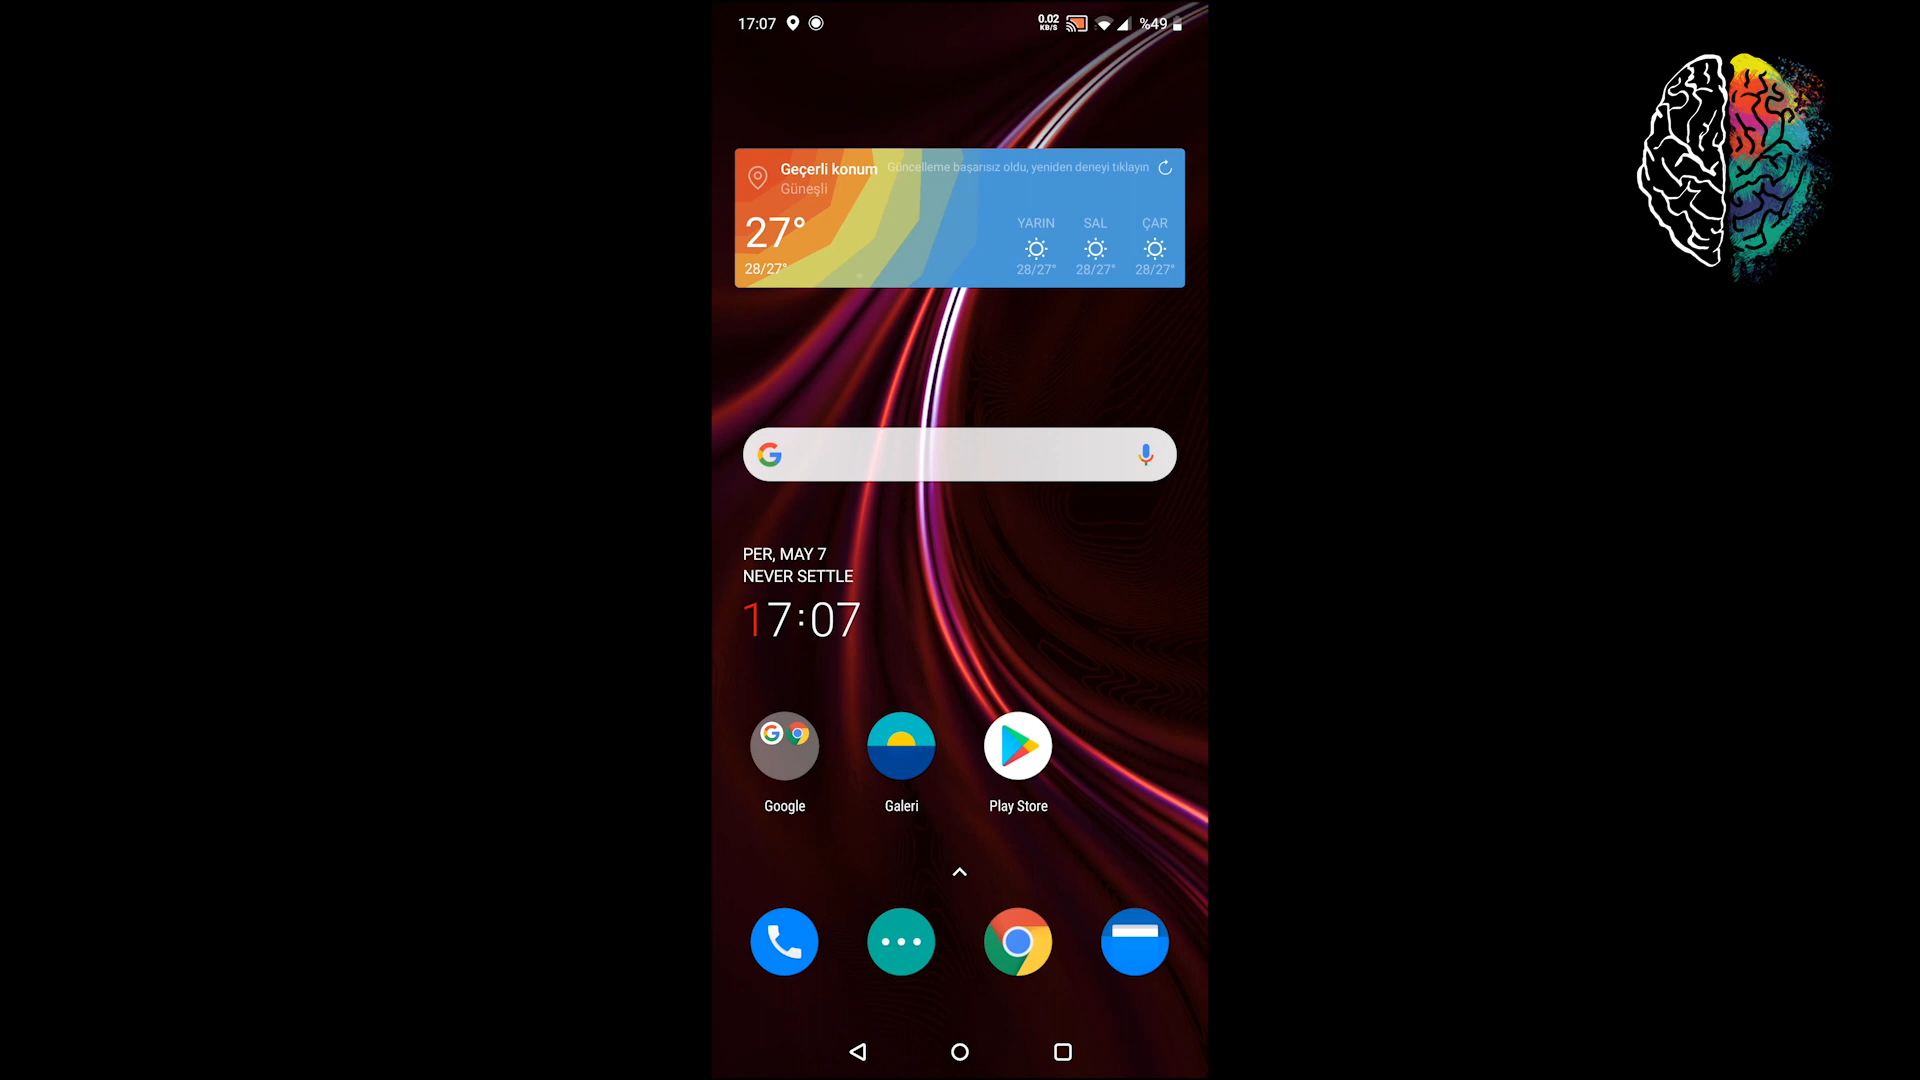 17:07
0.02
KB/S
%49
Geçerli konum
Güncelleme başarısız oldu, yeniden deneyi tıklayın
Güneşli
27°
28/27°
YARIN SAL ÇAR
28/27° 28/27° 28/27°
PER, MAY 7
NEVER SETTLE
17:07
Google Galeri Play Store